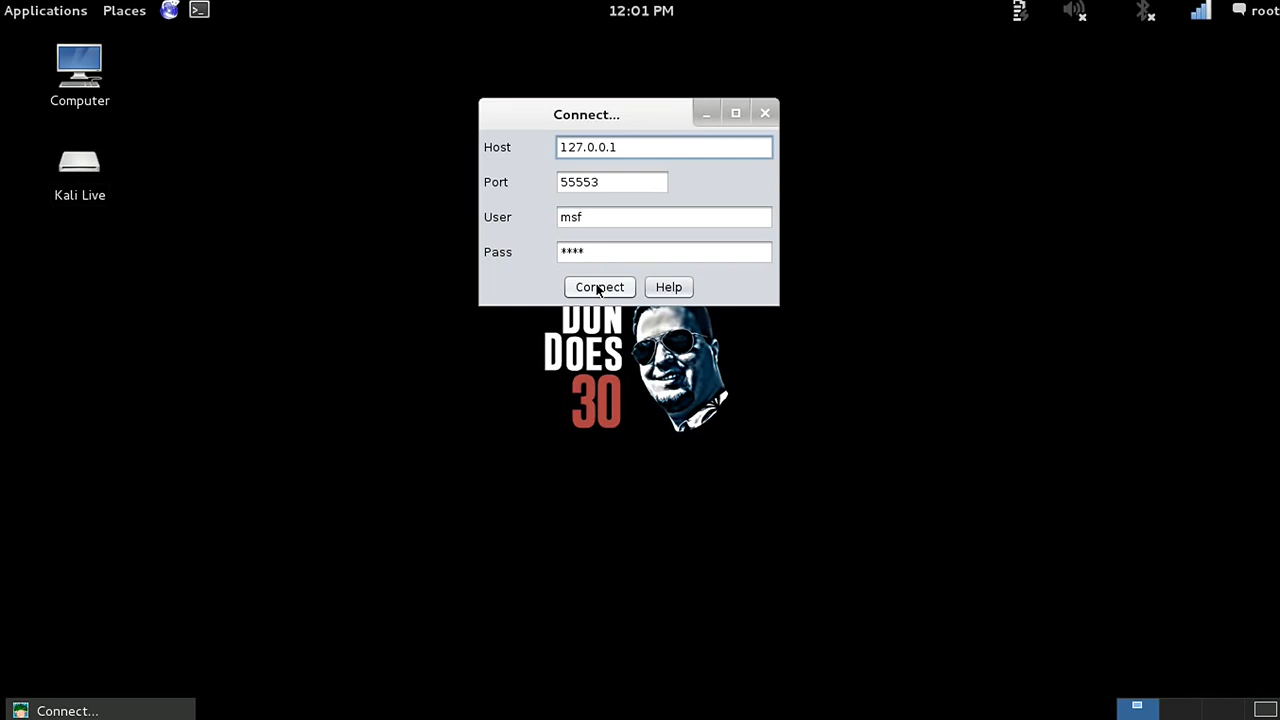 Applications Places 12:01 PM root
Computer
Kali Live
Connect...
Host 127.0.0.1
Port 55553
User msf
Pass ****
Connect Help
DON
DOES
30
Connect...